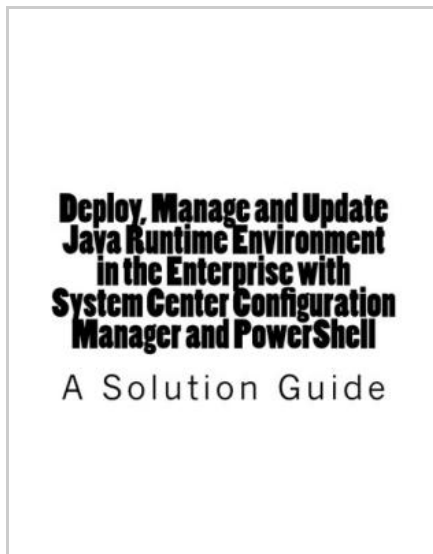 Deploy, Manage and Update
Java Runtime Environment
in the Enterprise with
System Center Configuration
Manager and PowerShell
A Solution Guide